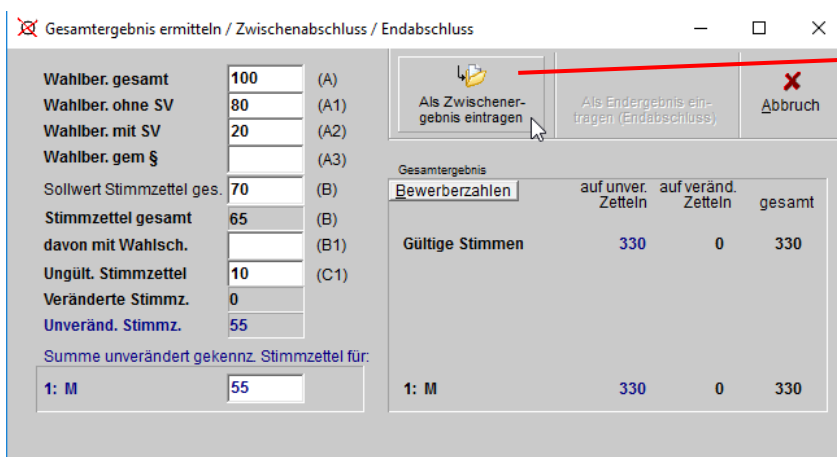 Gesamtergebnis ermitteln / Zwischenabschluss / Endabschluss
Wahlber. gesamt 100 (A)
Wahlber. ohne SV 80 (A1)
Wahlber. mit SV 20 (A2)
Wahlber. gem § (A3)
Sollwert Stimmzettel ges. 70 (B)
Stimmzettel gesamt 65 (B)
davon mit Wahlsch. (B1)
Ungült. Stimmzettel 10 (C1)
Veränderte Stimmz. 0
Unveränd. Stimmz. 55
Summe unverändert gekennz. Stimmzettel für:
1: M 55
Als Zwischener-
gebnis eintragen
Als Endergebnis ein-
tragen (Endabschluss)
Abbruch
Gesamtergebnis
Bewerberzahlen
auf unver.
Zetteln
auf veränd.
Zetteln
gesamt
Gültige Stimmen 330 0 330
1: M 330 0 330